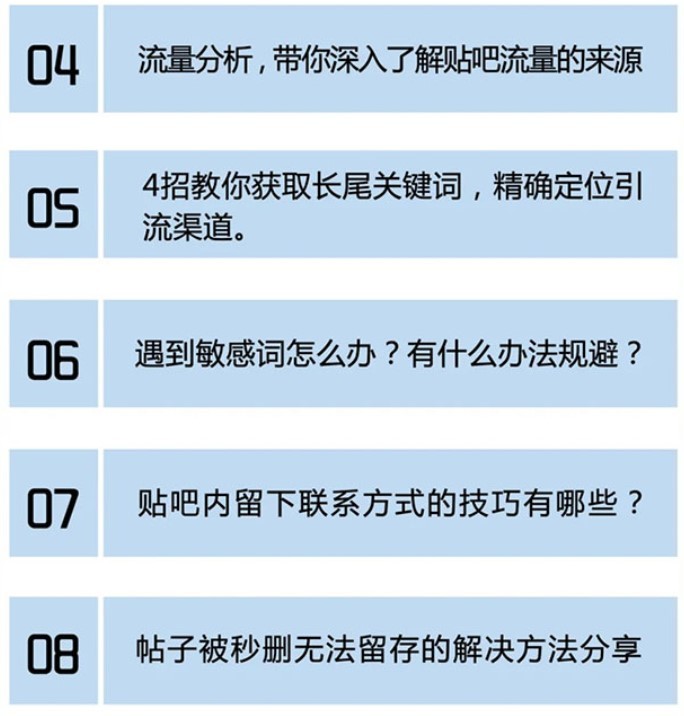 04
流量分析，带你深入了解贴吧流量的来源
05
4招教你获取长尾关键词，精确定位引
流渠道。
06
遇到敏感词怎么办？有什么办法规避？
07
贴吧内留下联系方式的技巧有哪些？
08
帖子被秒删无法留存的解决方法分享